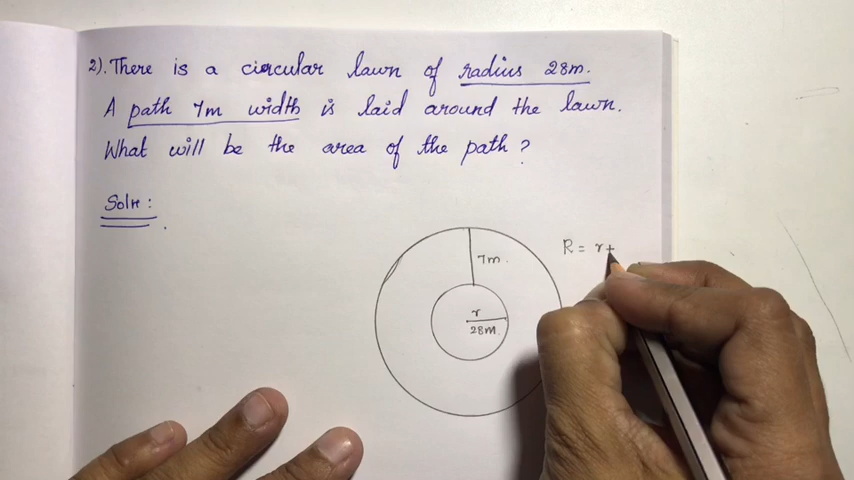 2). There is a circular lawn of radius 28m.
A path 7m width is laid around the lawn.
What will be the area of the path ?
Soln :
7m.
R = r+
r
28m.